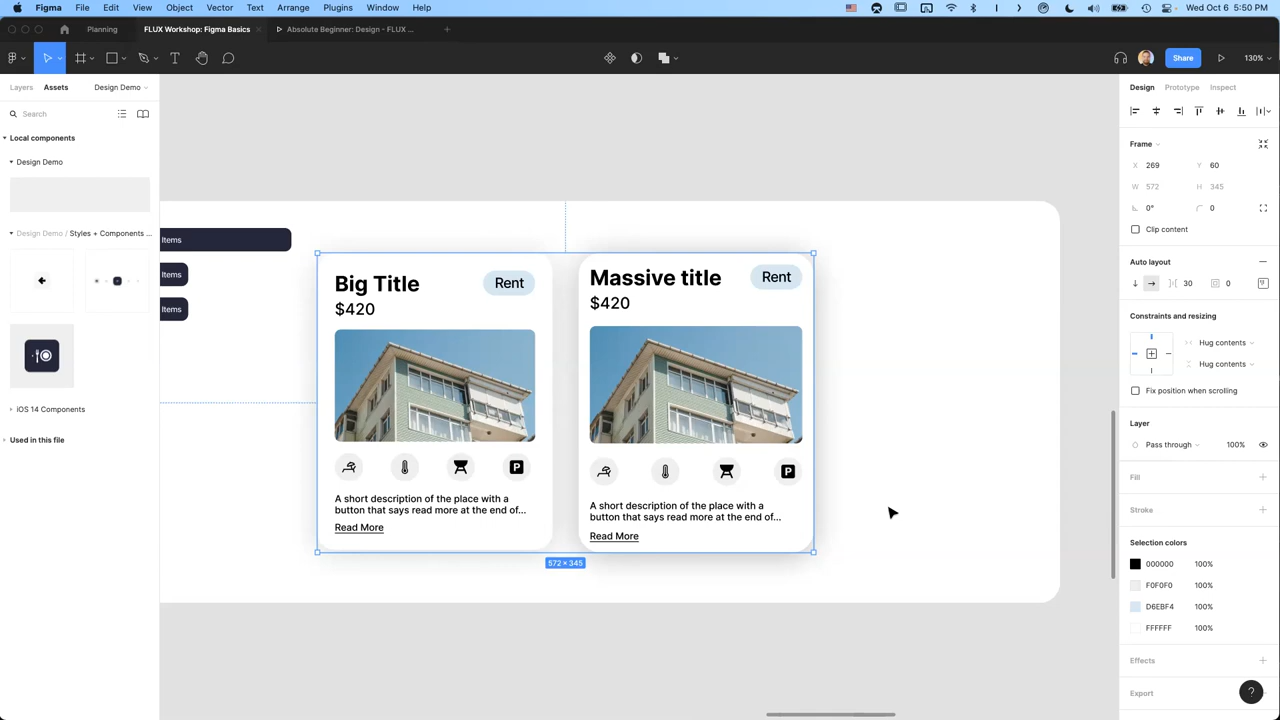 Figma File Edit View Object Vector Text Arrange Plugins Window Help Wed Oct 6 5:50 PM
Planning FLUX Workshop: Figma Basics Absolute Beginner: Design - FLUX ...
Share 130%
Layers Assets Design Demo
Search
Local components
Design Demo
Design Demo / Styles + Components ...
iOS 14 Components
Used in this file
Items
Items
Items
Big Title
Rent
$420
P
A short description of the place with a
button that says read more at the end of...
Read More
Massive title
Rent
$420
P
A short description of the place with a
button that says read more at the end of...
Read More
572 × 345
Design Prototype Inspect
Frame
X 269 Y 60
W 572 H 345
0° 0
Clip content
Auto layout
30 0
Constraints and resizing
Hug contents
Hug contents
Fix position when scrolling
Layer
Pass through 100%
Fill
Stroke
Selection colors
000000 100%
F0F0F0 100%
D6EBF4 100%
FFFFFF 100%
Effects
Export
?